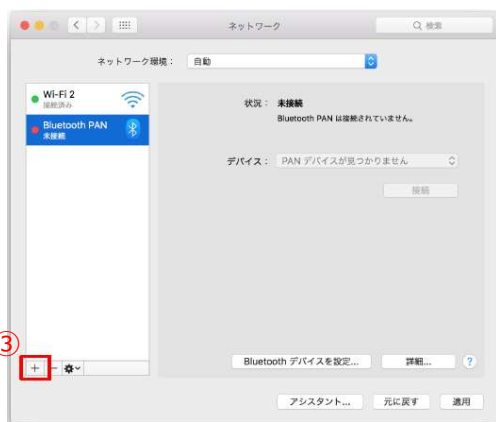 ネットワーク
検索
ネットワーク環境： 自動
Wi-Fi 2
接続済み
Bluetooth PAN
未接続
状況： 未接続
Bluetooth PAN は接続されていません。
デバイス： PAN デバイスが見つかりません
接続
③
+ −
Bluetooth デバイスを設定... 詳細... ?
アシスタント... 元に戻す 適用